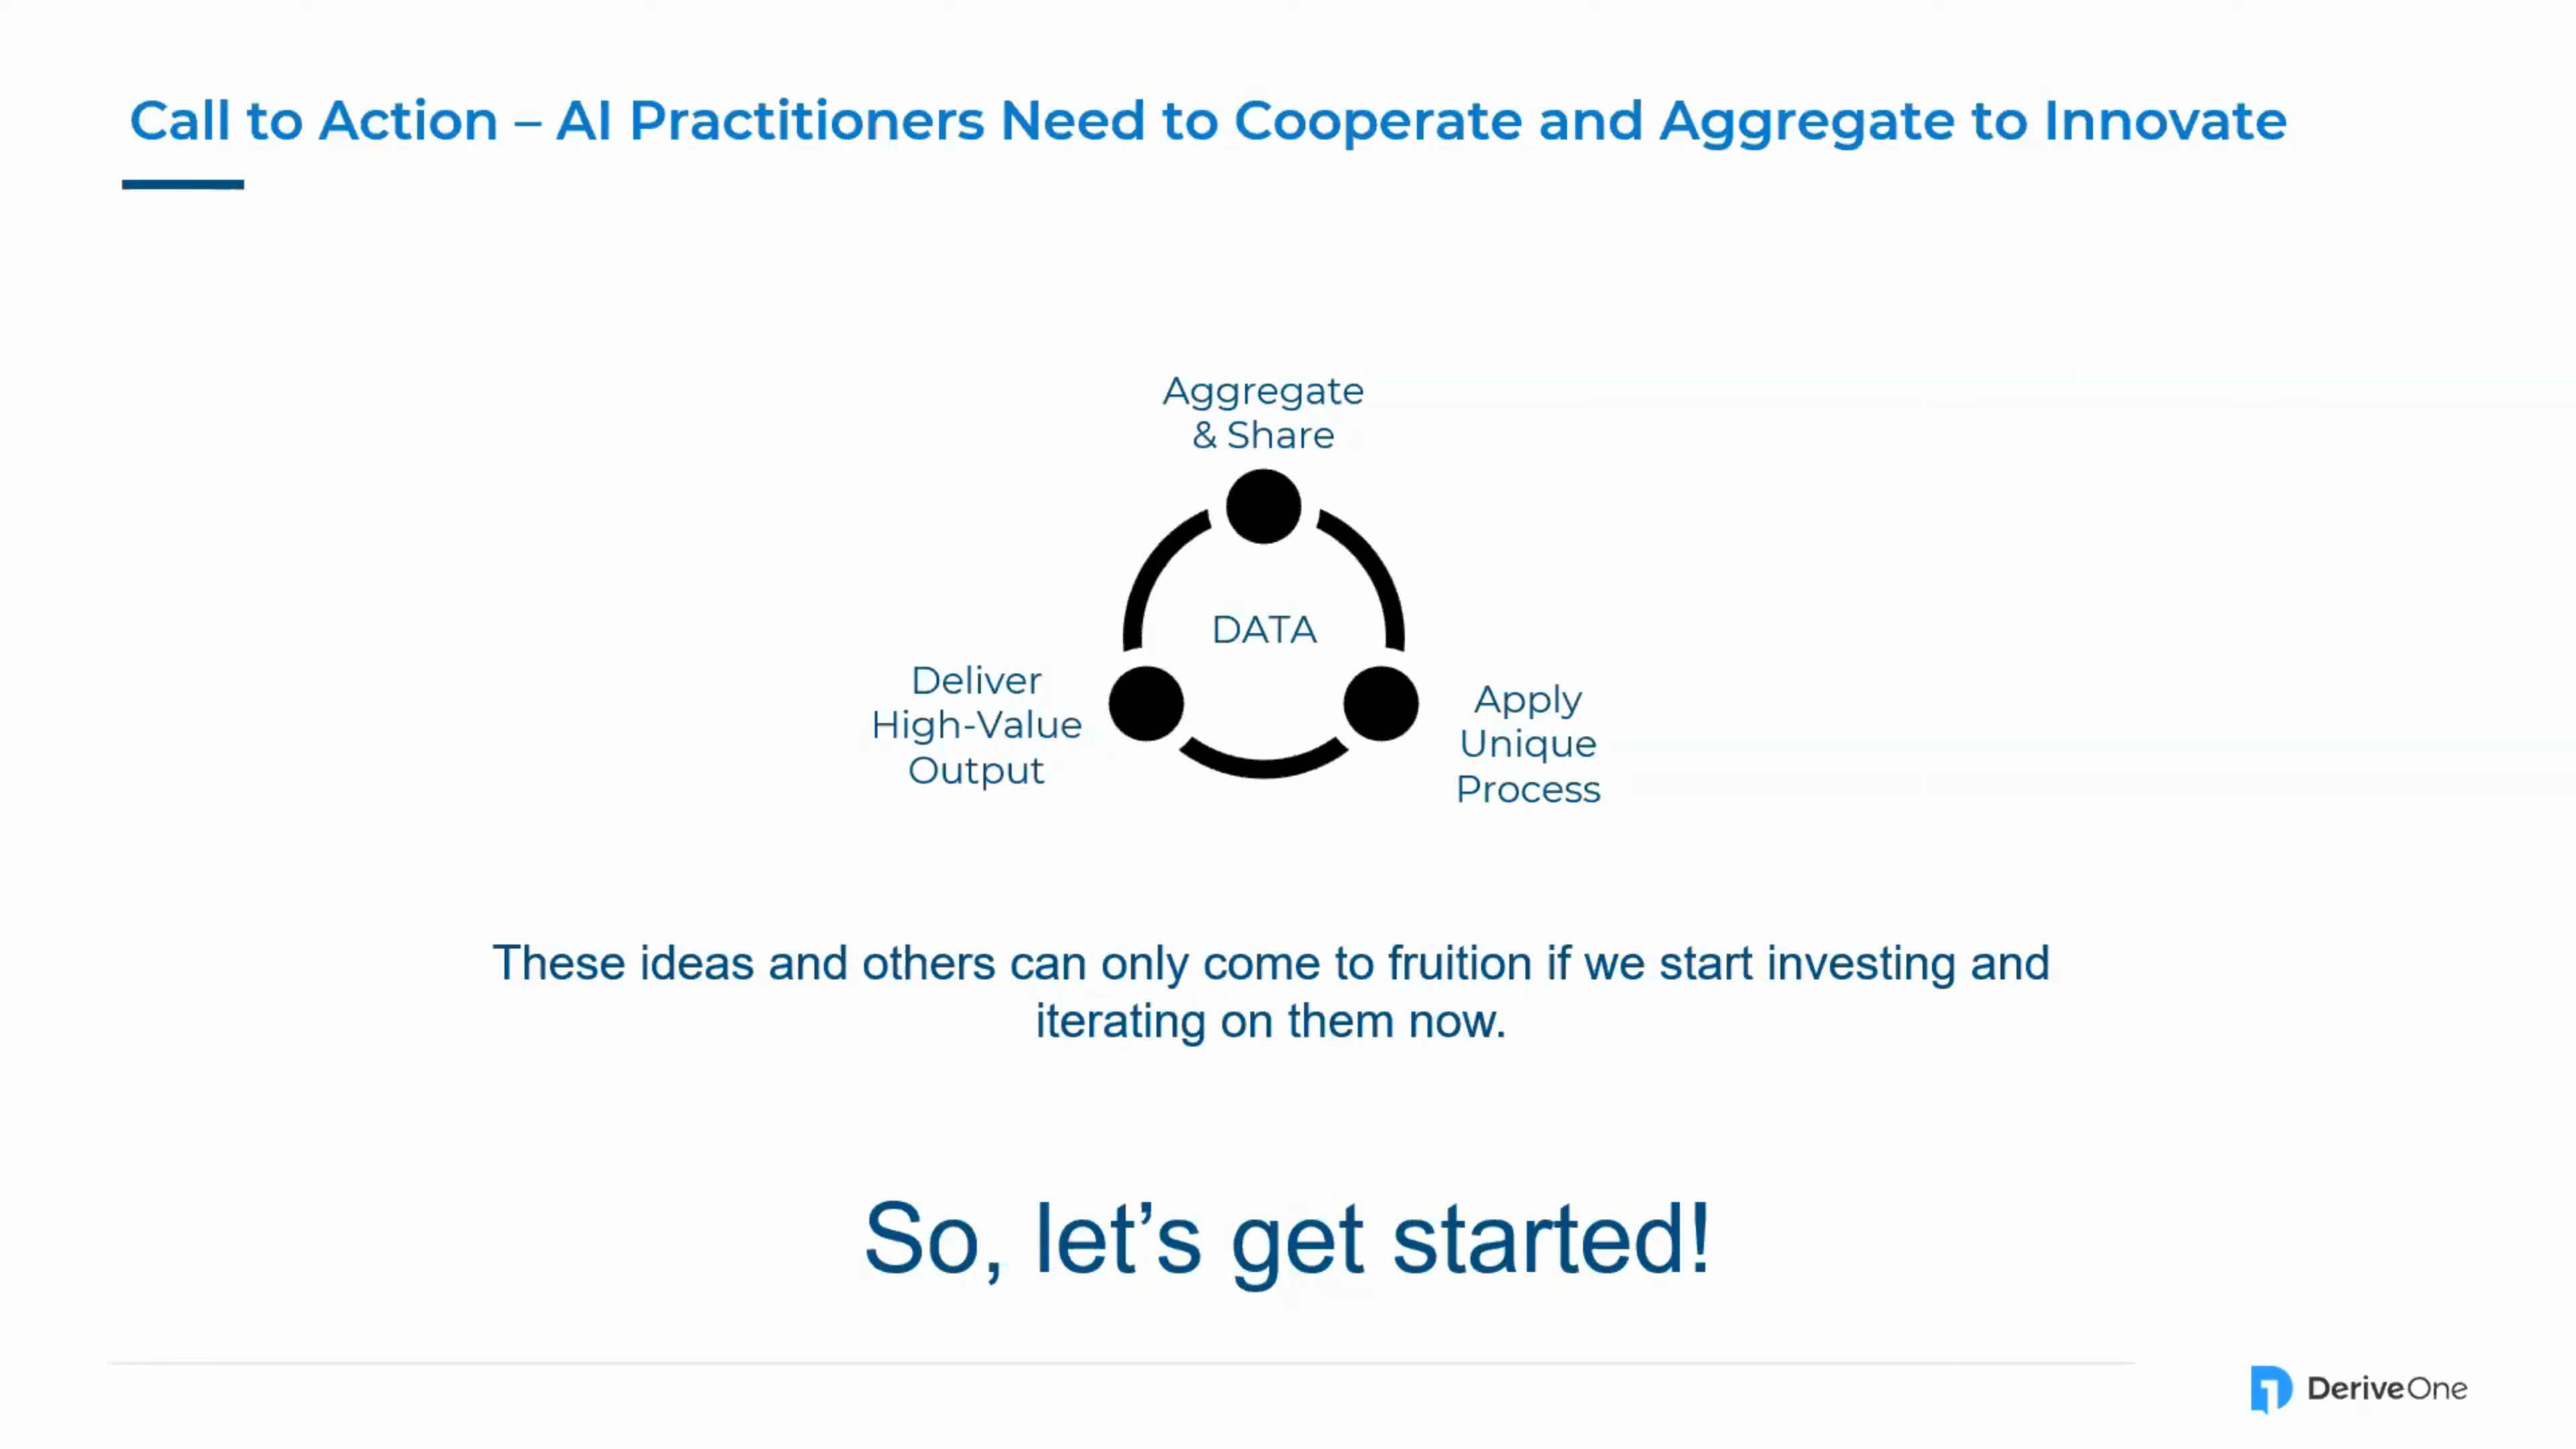 Call to Action – AI Practitioners Need to Cooperate and Aggregate to Innovate
Aggregate
& Share
DATA
Deliver
High-Value
Output
Apply
Unique
Process
These ideas and others can only come to fruition if we start investing and
iterating on them now.
So, let’s get started!
DeriveOne